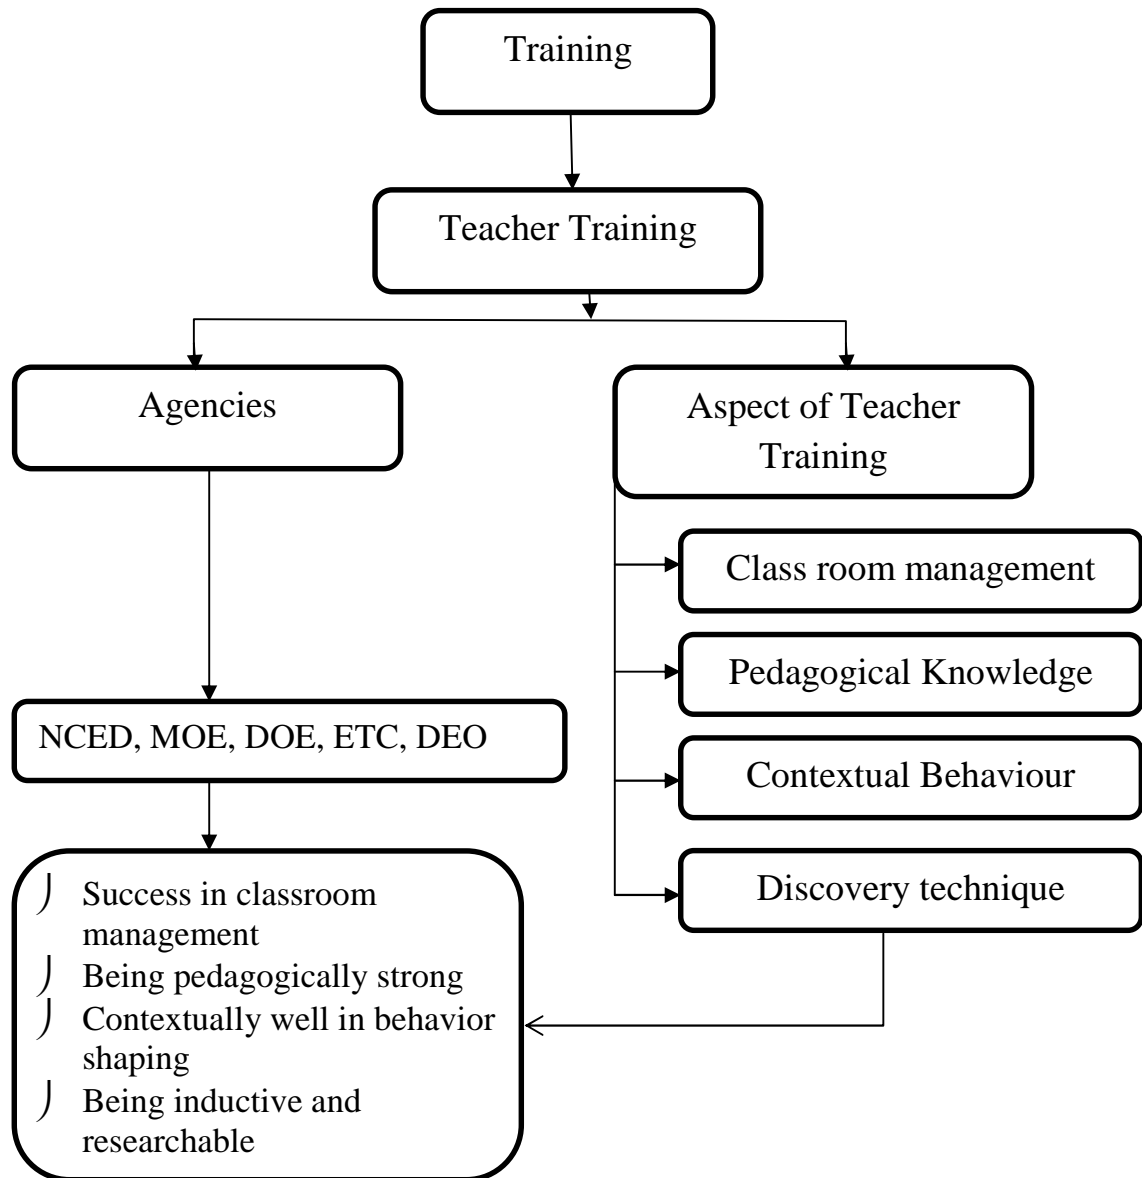 Training
Teacher Training
Agencies
Aspect of Teacher
Training
Class room management
Pedagogical Knowledge
NCED, MOE, DOE, ETC, DEO
Contextual Behaviour
Discovery technique
Success in classroom
management
Being pedagogically strong
Contextually well in behavior
shaping
Being inductive and
researchable